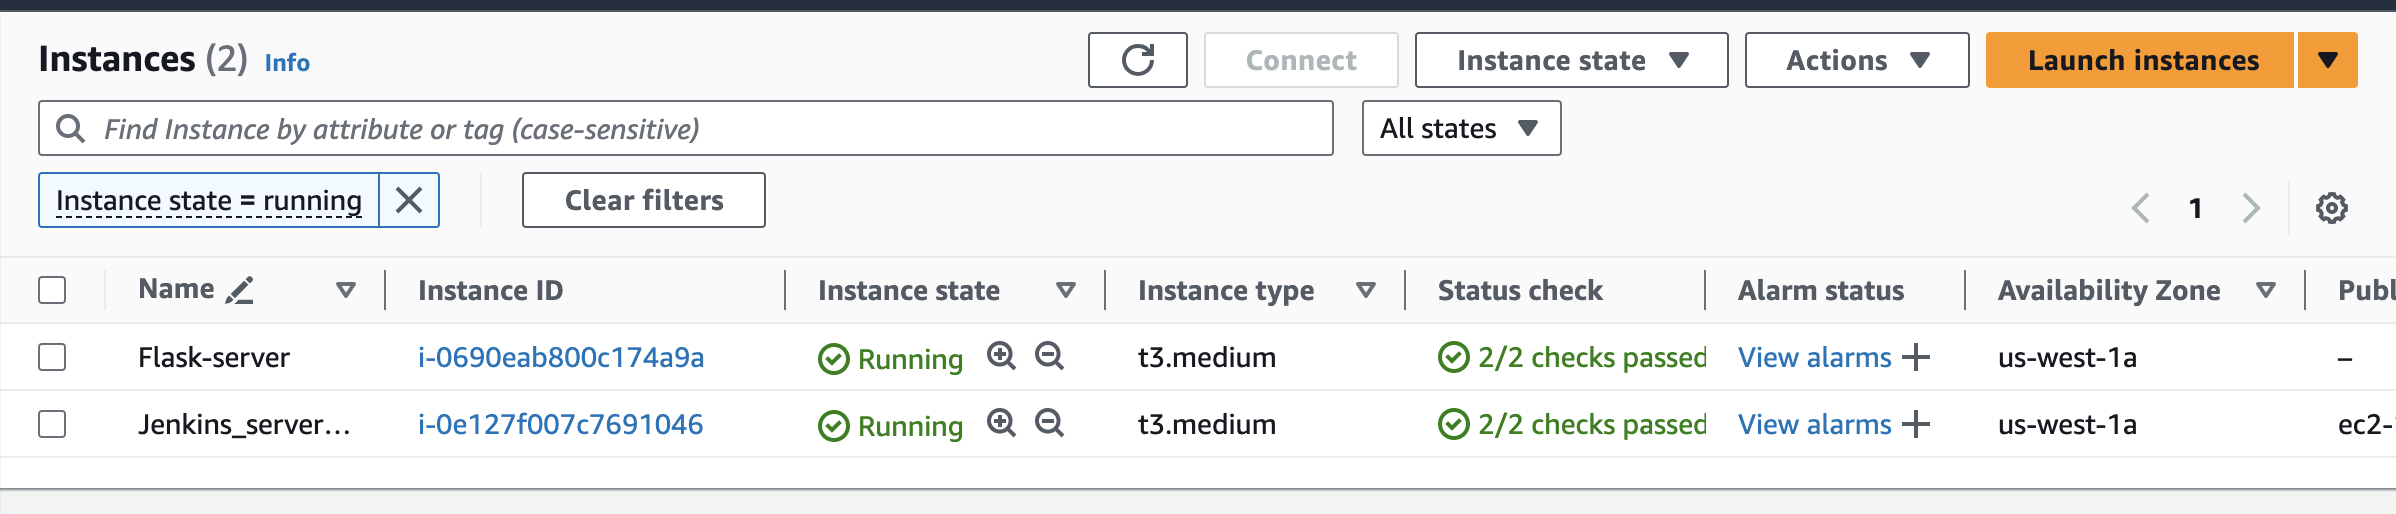 Instances (2) Info Connect Instance state Actions Launch instances
Find Instance by attribute or tag (case-sensitive) All states
Instance state = running Clear filters 1
Name Instance ID Instance state Instance type Status check Alarm status Availability Zone Publ
Flask-server i-0690eab800c174a9a Running t3.medium 2/2 checks passed View alarms us-west-1a –
Jenkins_server... i-0e127f007c7691046 Running t3.medium 2/2 checks passed View alarms us-west-1a ec2-